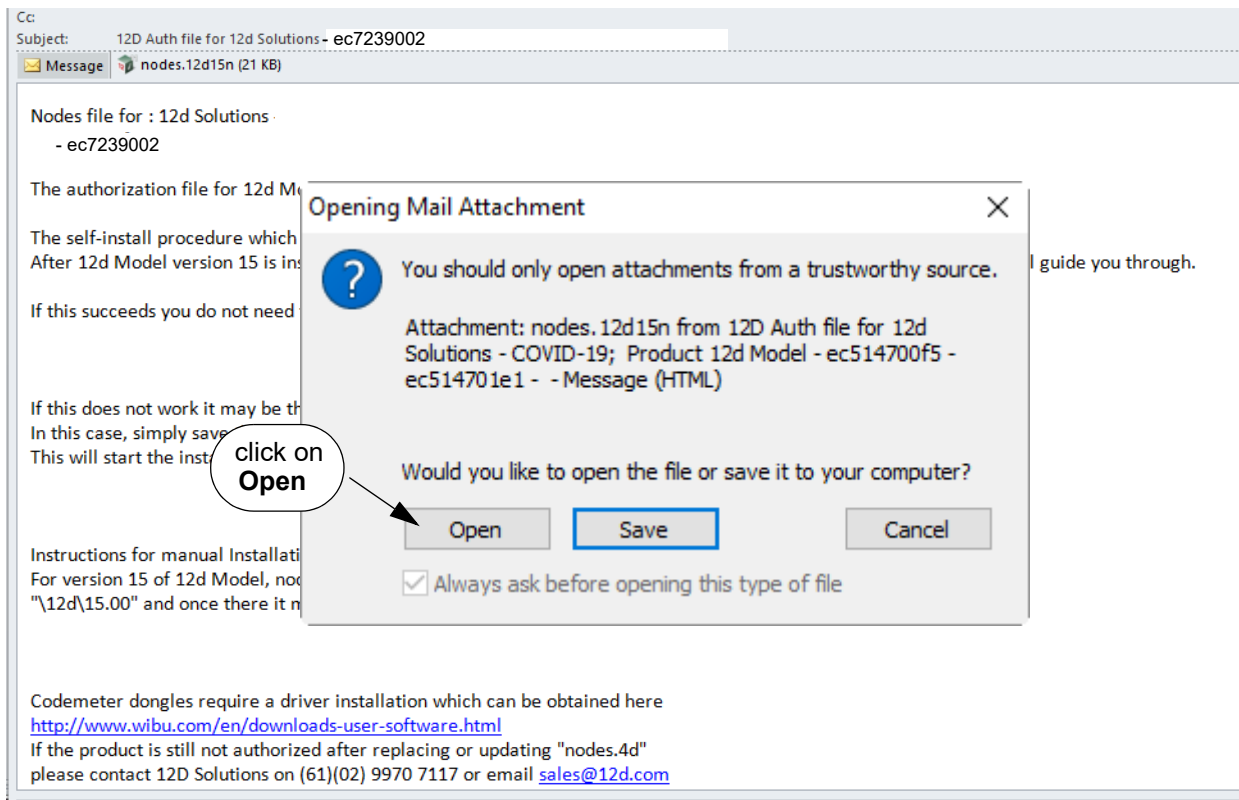 Cc:
Subject: 12D Auth file for 12d Solutions - ec7239002
Message nodes.12d15n (21 KB)
Nodes file for : 12d Solutions
- ec7239002
The authorization file for 12d
The self-install procedure which
After 12d Model version 15 is
l guide you through.
If this succeeds you do not need
If this does not work it may be
In this case, simply save
This will start the
Instructions for manual
For version 15 of 12d Model,
"\12d\15.00" and once there it
Opening Mail Attachment
You should only open attachments from a trustworthy source.
Attachment: nodes.12d15n from 12D Auth file for 12d
Solutions - COVID-19; Product 12d Model - ec514700f5 -
ec514701e1 - - Message (HTML)
Would you like to open the file or save it to your computer?
click on
Open
Open Save Cancel
Always ask before opening this type of file
Codemeter dongles require a driver installation which can be obtained here
http://www.wibu.com/en/downloads-user-software.html
If the product is still not authorized after replacing or updating "nodes.4d"
please contact 12D Solutions on (61)(02) 9970 7117 or email sales@12d.com